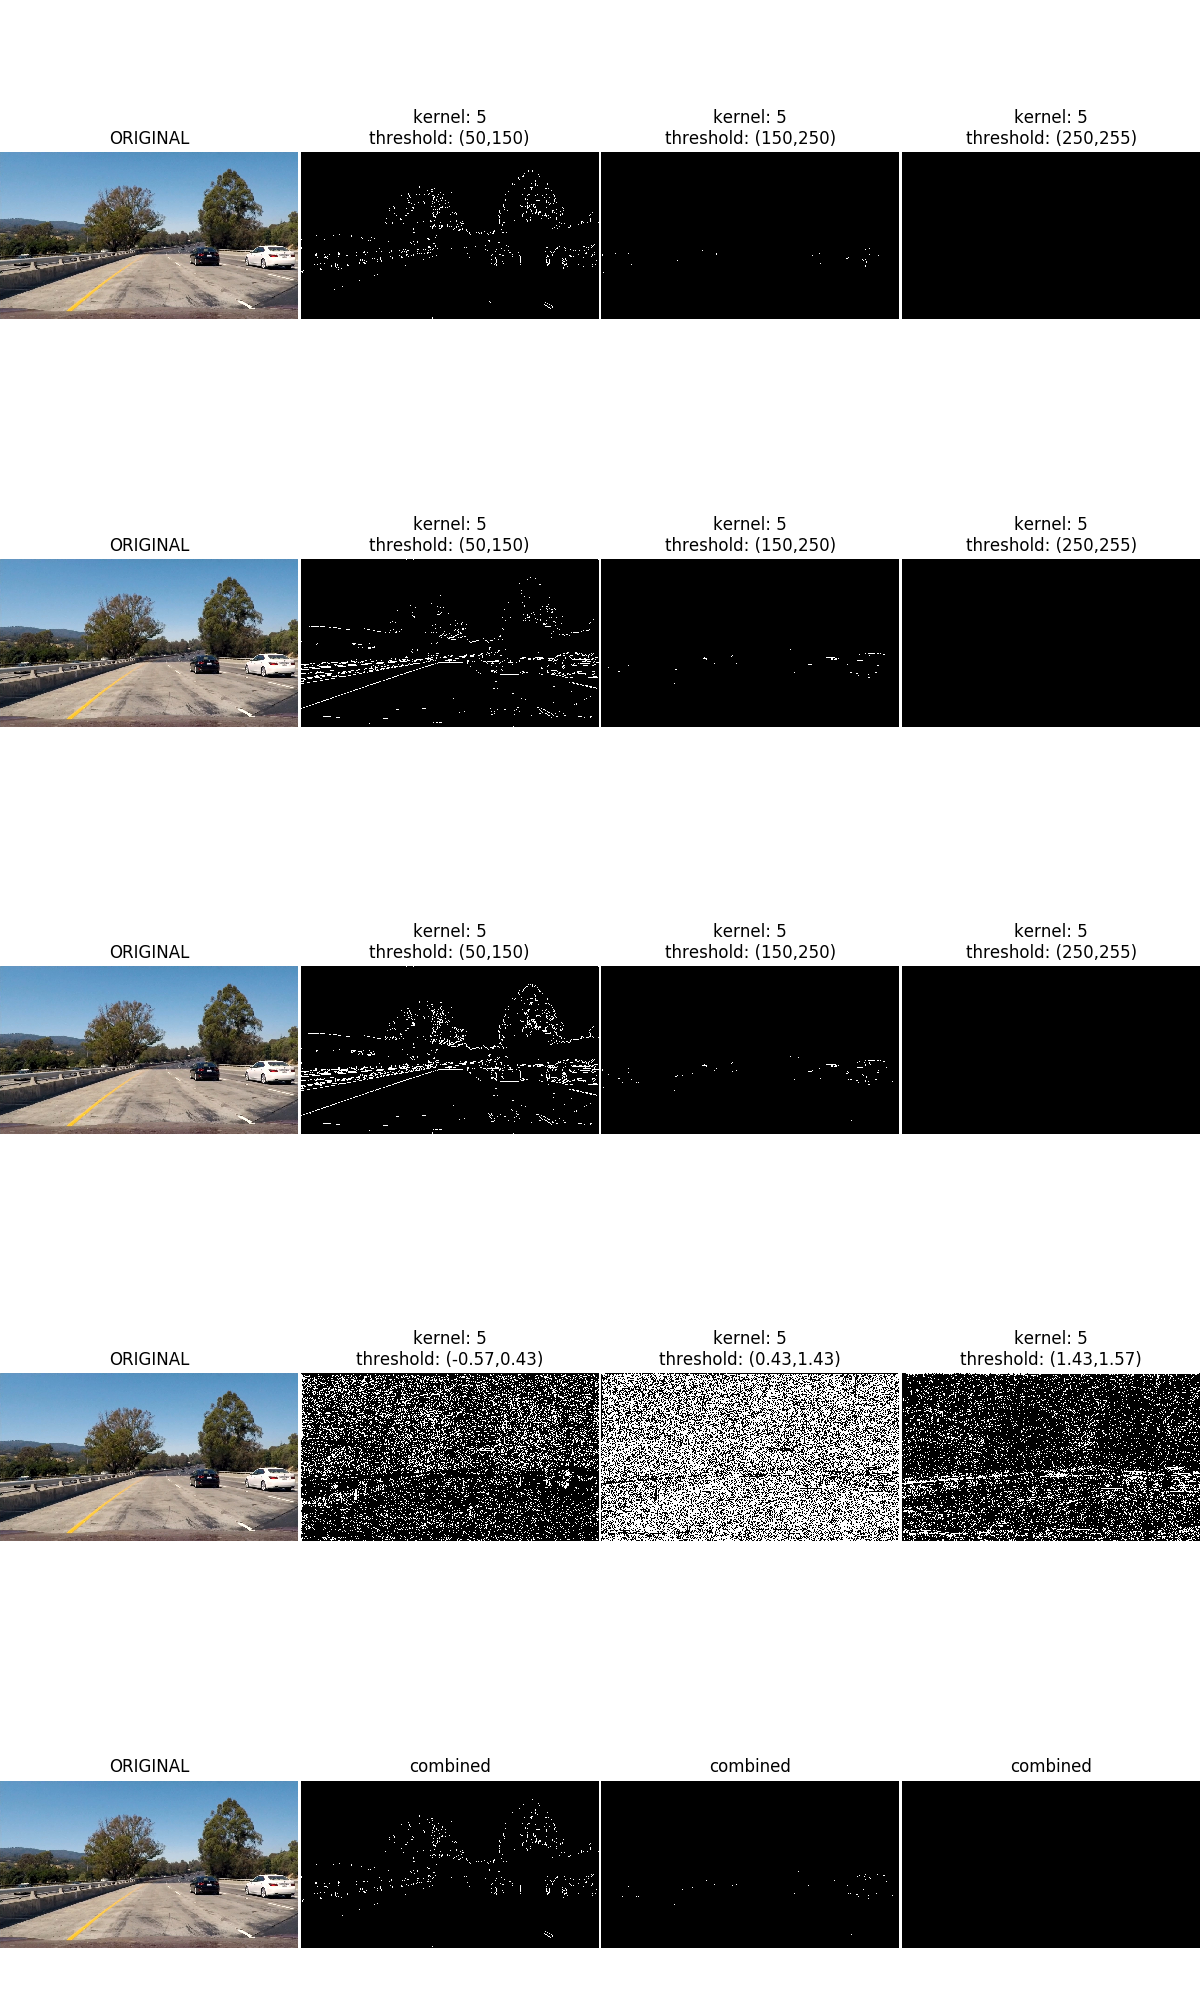 ORIGINAL
kernel: 5
threshold: (50,150)
kernel: 5
threshold: (150,250)
kernel: 5
threshold: (250,255)
ORIGINAL
kernel: 5
threshold: (50,150)
kernel: 5
threshold: (150,250)
kernel: 5
threshold: (250,255)
ORIGINAL
kernel: 5
threshold: (50,150)
kernel: 5
threshold: (150,250)
kernel: 5
threshold: (250,255)
ORIGINAL
kernel: 5
threshold: (-0.57,0.43)
kernel: 5
threshold: (0.43,1.43)
kernel: 5
threshold: (1.43,1.57)
ORIGINAL
combined
combined
combined